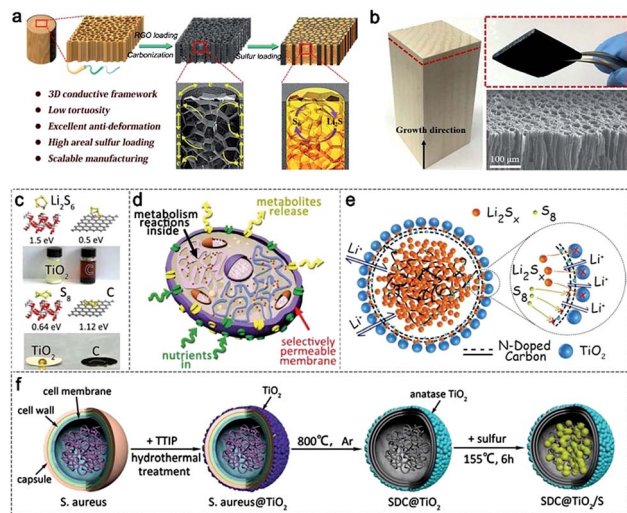 a
RGO loading
Carbonization
Sulfur loading
3D conductive framework
Low tortuosity
Excellent anti-deformation
High areal sulfur loading
Scalable manufacturing
S8
Li2S
b
Growth direction
100 μm
c
Li2S6
1.5 eV
0.5 eV
TiO2
C
S8
C
0.64 eV
1.12 eV
TiO2
C
d
metabolism
reactions
inside
metabolites
release
nutrients
in
selectively
permeable
membrane
e
Li2Sx
S8
Li+
Li+
Li+
Li2Sx
Li+
S8
Li+
N-Doped
Carbon
TiO2
f
cell membrane
cell wall
capsule
S. aureus
+ TTIP
hydrothermal
treatment
TiO2
S. aureus@TiO2
800℃, Ar
anatase TiO2
SDC@TiO2
+ sulfur
155℃, 6h
SDC@TiO2/S